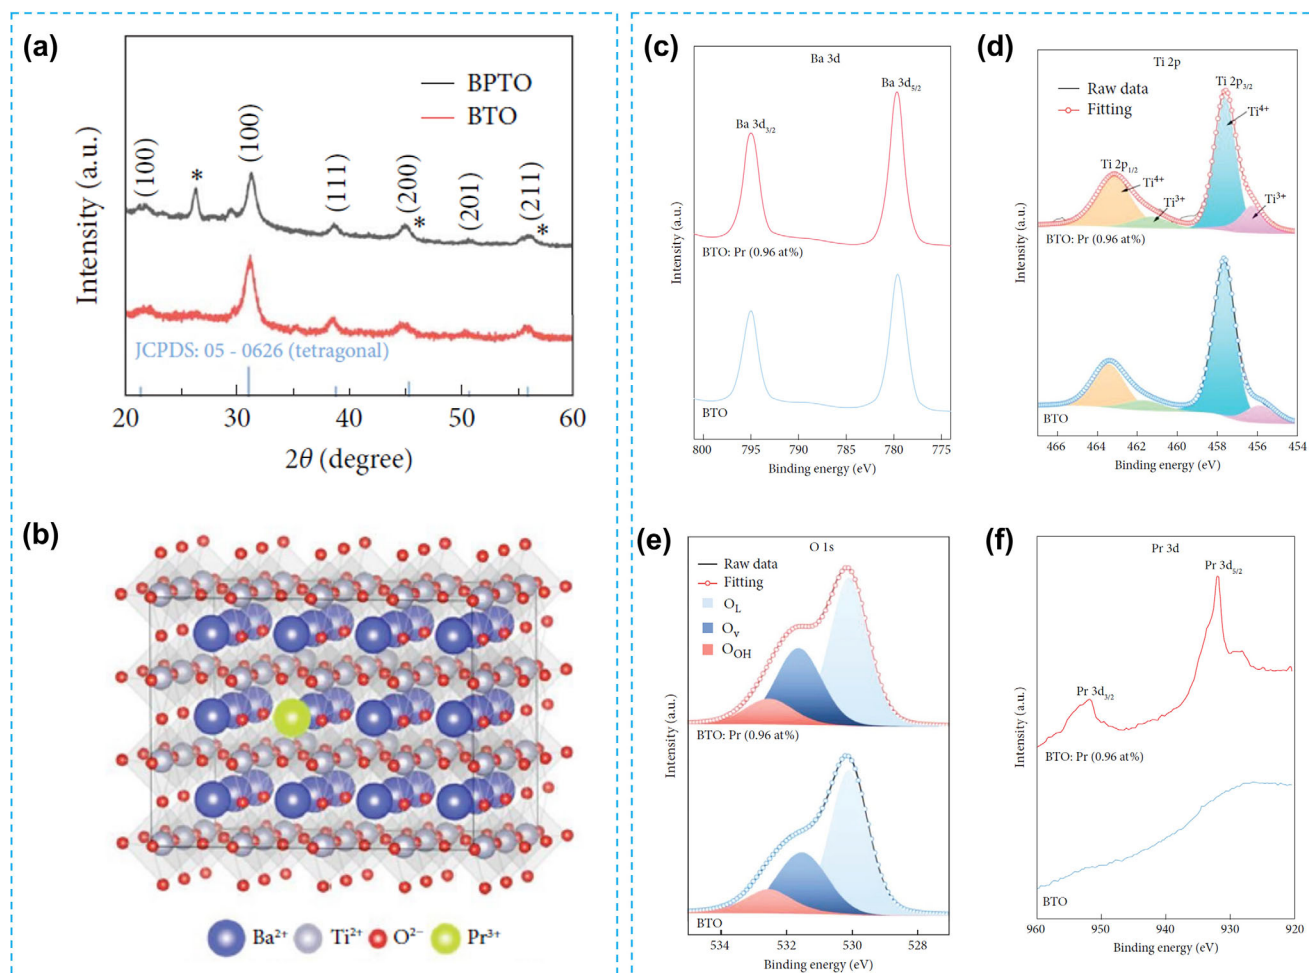 (a)
BPTO
BTO
(100)
*
(100)
(111)
(200)
*
(201)
(211)
*
Intensity (a.u.)
JCPDS: 05 - 0626 (tetragonal)
20 30 40 50 60
2θ (degree)
(b)
Ba²⁺ Ti²⁺ O²⁻ Pr³⁺
(c)
Ba 3d
Ba 3d₅/₂
Ba 3d₃/₂
BTO: Pr (0.96 at%)
BTO
Intensity (a.u.)
800 795 790 785 780 775
Binding energy (eV)
(d)
Ti 2p
Raw data
Fitting
Ti 2p₃/₂
Ti⁴⁺
Ti 2p₁/₂
Ti⁴⁺
Ti³⁺
Ti³⁺
BTO: Pr (0.96 at%)
BTO
Intensity (a.u.)
466 464 462 460 458 456 454
Binding energy (eV)
(e)
O 1s
Raw data
Fitting
O_L
O_v
O_OH
BTO: Pr (0.96 at%)
BTO
Intensity (a.u.)
534 532 530 528
Binding energy (eV)
(f)
Pr 3d
Pr 3d₅/₂
Pr 3d₃/₂
BTO: Pr (0.96 at%)
BTO
Intensity (a.u.)
960 950 940 930 920
Binding energy (eV)